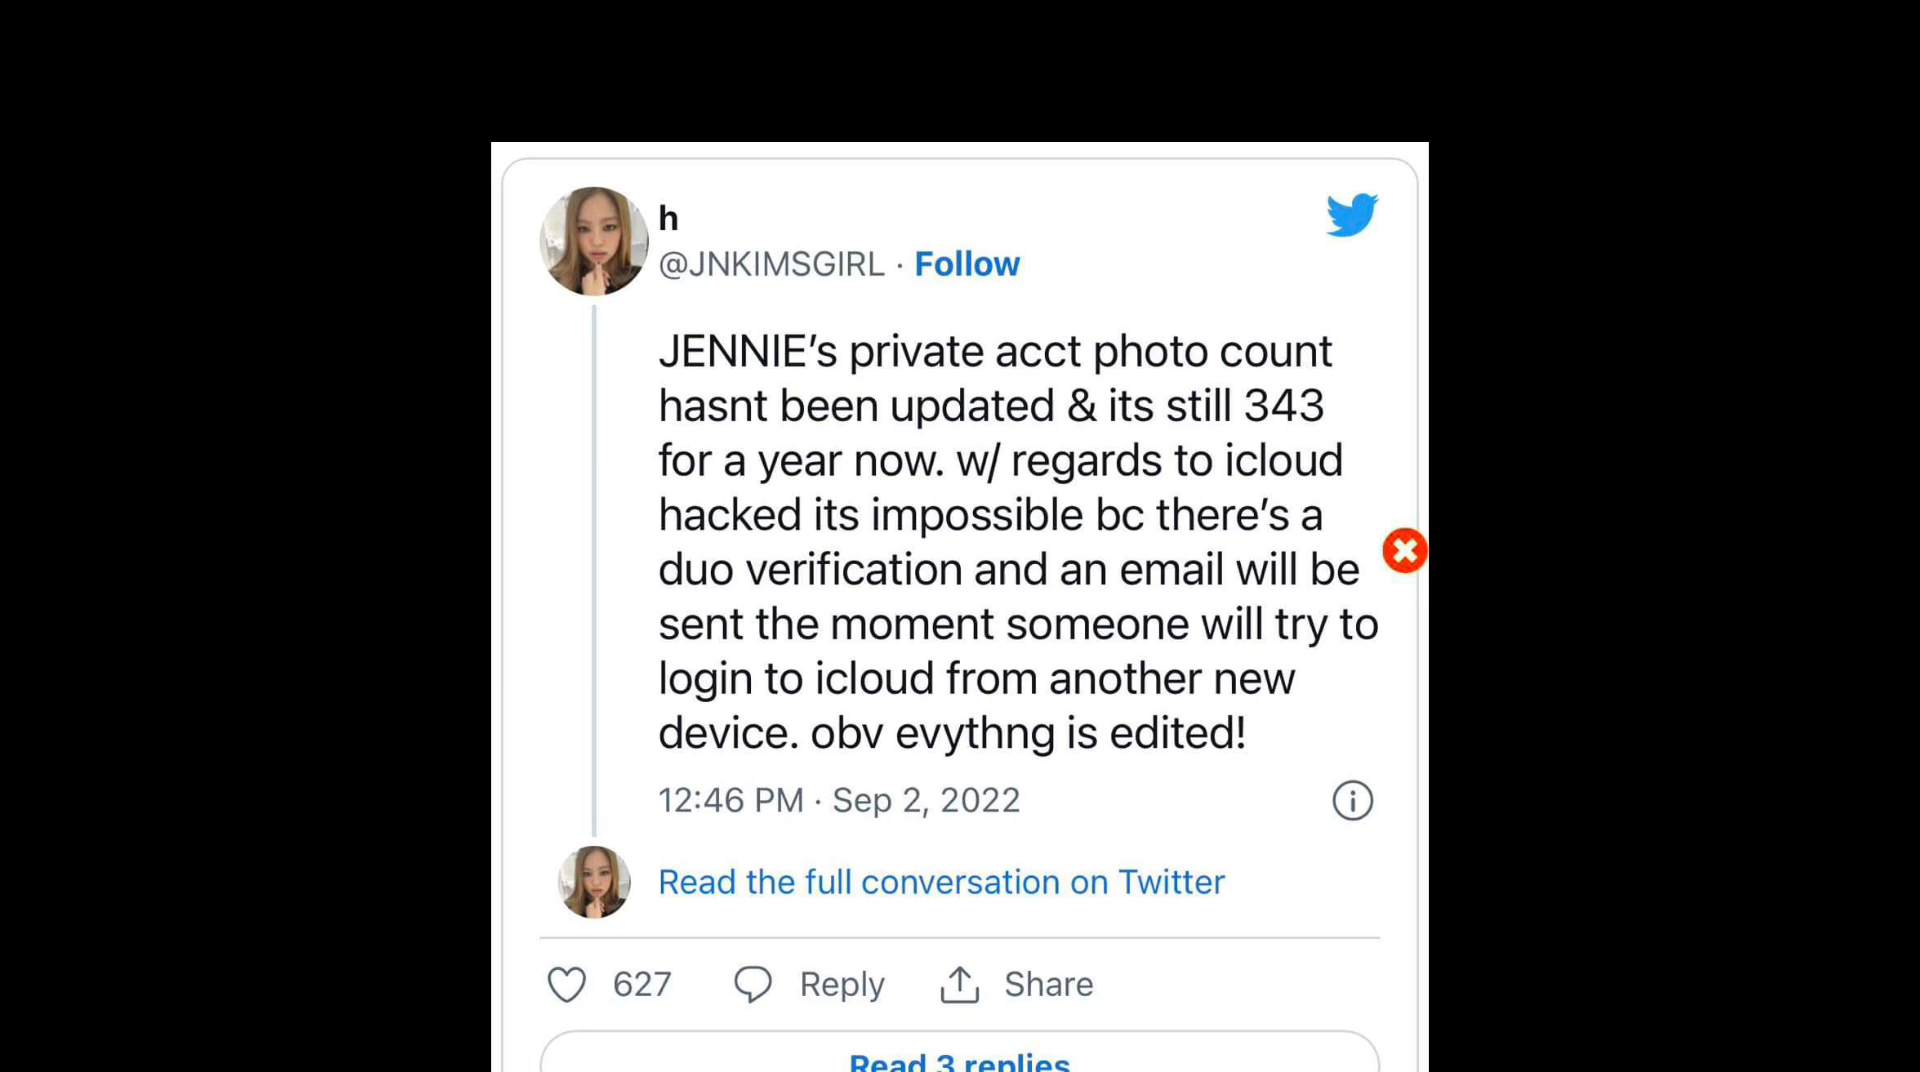 h
@JNKIMSGIRL · Follow
JENNIE’s private acct photo count
hasnt been updated & its still 343
for a year now. w/ regards to icloud
hacked its impossible bc there’s a
duo verification and an email will be
sent the moment someone will try to
login to icloud from another new
device. obv evythng is edited!
12:46 PM · Sep 2, 2022
Read the full conversation on Twitter
627 Reply Share
Read 3 replies